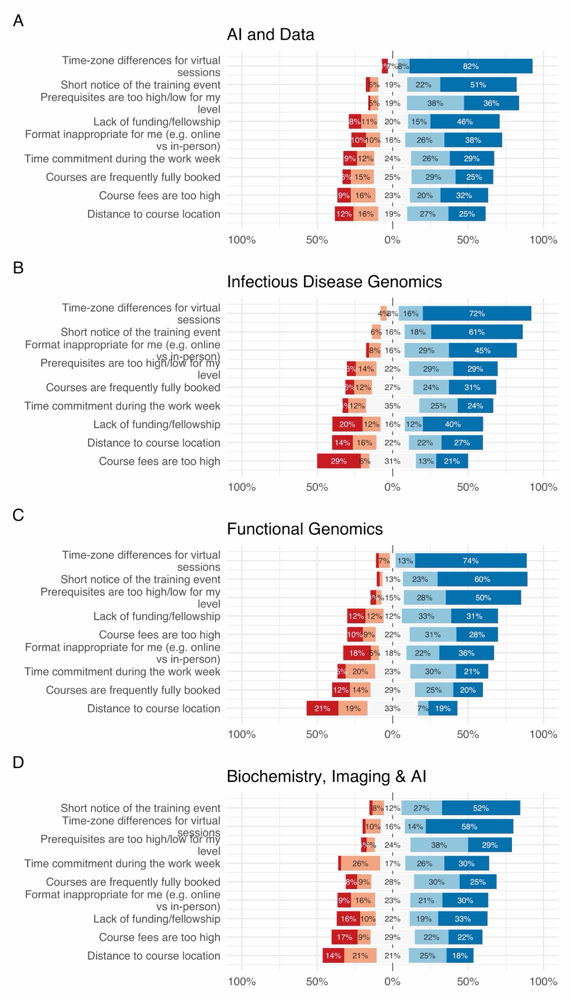 A
AI and Data
Time-zone differences for virtual
sessions
7% 8% 82%
Short notice of the training event
5% 19% 22% 51%
Prerequisites are too high/low for my
level
5% 19% 38% 36%
Lack of funding/fellowship
8% 11% 20% 15% 46%
Format inappropriate for me (e.g. online
vs in-person)
10% 10% 16% 26% 38%
Time commitment during the work week
9% 12% 24% 26% 29%
Courses are frequently fully booked
6% 15% 25% 29% 25%
Course fees are too high
9% 16% 23% 20% 32%
Distance to course location
12% 16% 19% 27% 25%
100% 50% 0% 50% 100%
B
Infectious Disease Genomics
Time-zone differences for virtual
sessions
4% 8% 16% 72%
Short notice of the training event
6% 16% 18% 61%
Format inappropriate for me (e.g. online
vs in-person)
8% 16% 29% 45%
Prerequisites are too high/low for my
level
6% 14% 22% 29% 29%
Courses are frequently fully booked
6% 12% 27% 24% 31%
Time commitment during the work week
12% 35% 25% 24%
Lack of funding/fellowship
20% 12% 16% 12% 40%
Distance to course location
14% 16% 22% 22% 27%
Course fees are too high
29% 6% 31% 13% 21%
100% 50% 0% 50% 100%
C
Functional Genomics
Time-zone differences for virtual
sessions
7% 13% 74%
Short notice of the training event
13% 23% 60%
Prerequisites are too high/low for my
level
15% 28% 50%
Lack of funding/fellowship
12% 12% 12% 33% 31%
Course fees are too high
10% 9% 22% 31% 28%
Format inappropriate for me (e.g. online
vs in-person)
18% 5% 18% 22% 36%
Time commitment during the work week
5% 20% 23% 30% 21%
Courses are frequently fully booked
12% 14% 29% 25% 20%
Distance to course location
21% 19% 33% 7% 19%
100% 50% 0% 50% 100%
D
Biochemistry, Imaging & AI
Short notice of the training event
8% 12% 27% 52%
Time-zone differences for virtual
sessions
10% 16% 14% 58%
Prerequisites are too high/low for my
level
24% 38% 29%
Time commitment during the work week
26% 17% 26% 30%
Courses are frequently fully booked
8% 9% 28% 30% 25%
Format inappropriate for me (e.g. online
vs in-person)
9% 16% 23% 21% 30%
Lack of funding/fellowship
16% 10% 22% 19% 33%
Course fees are too high
17% 9% 29% 22% 22%
Distance to course location
14% 21% 21% 25% 18%
100% 50% 0% 50% 100%